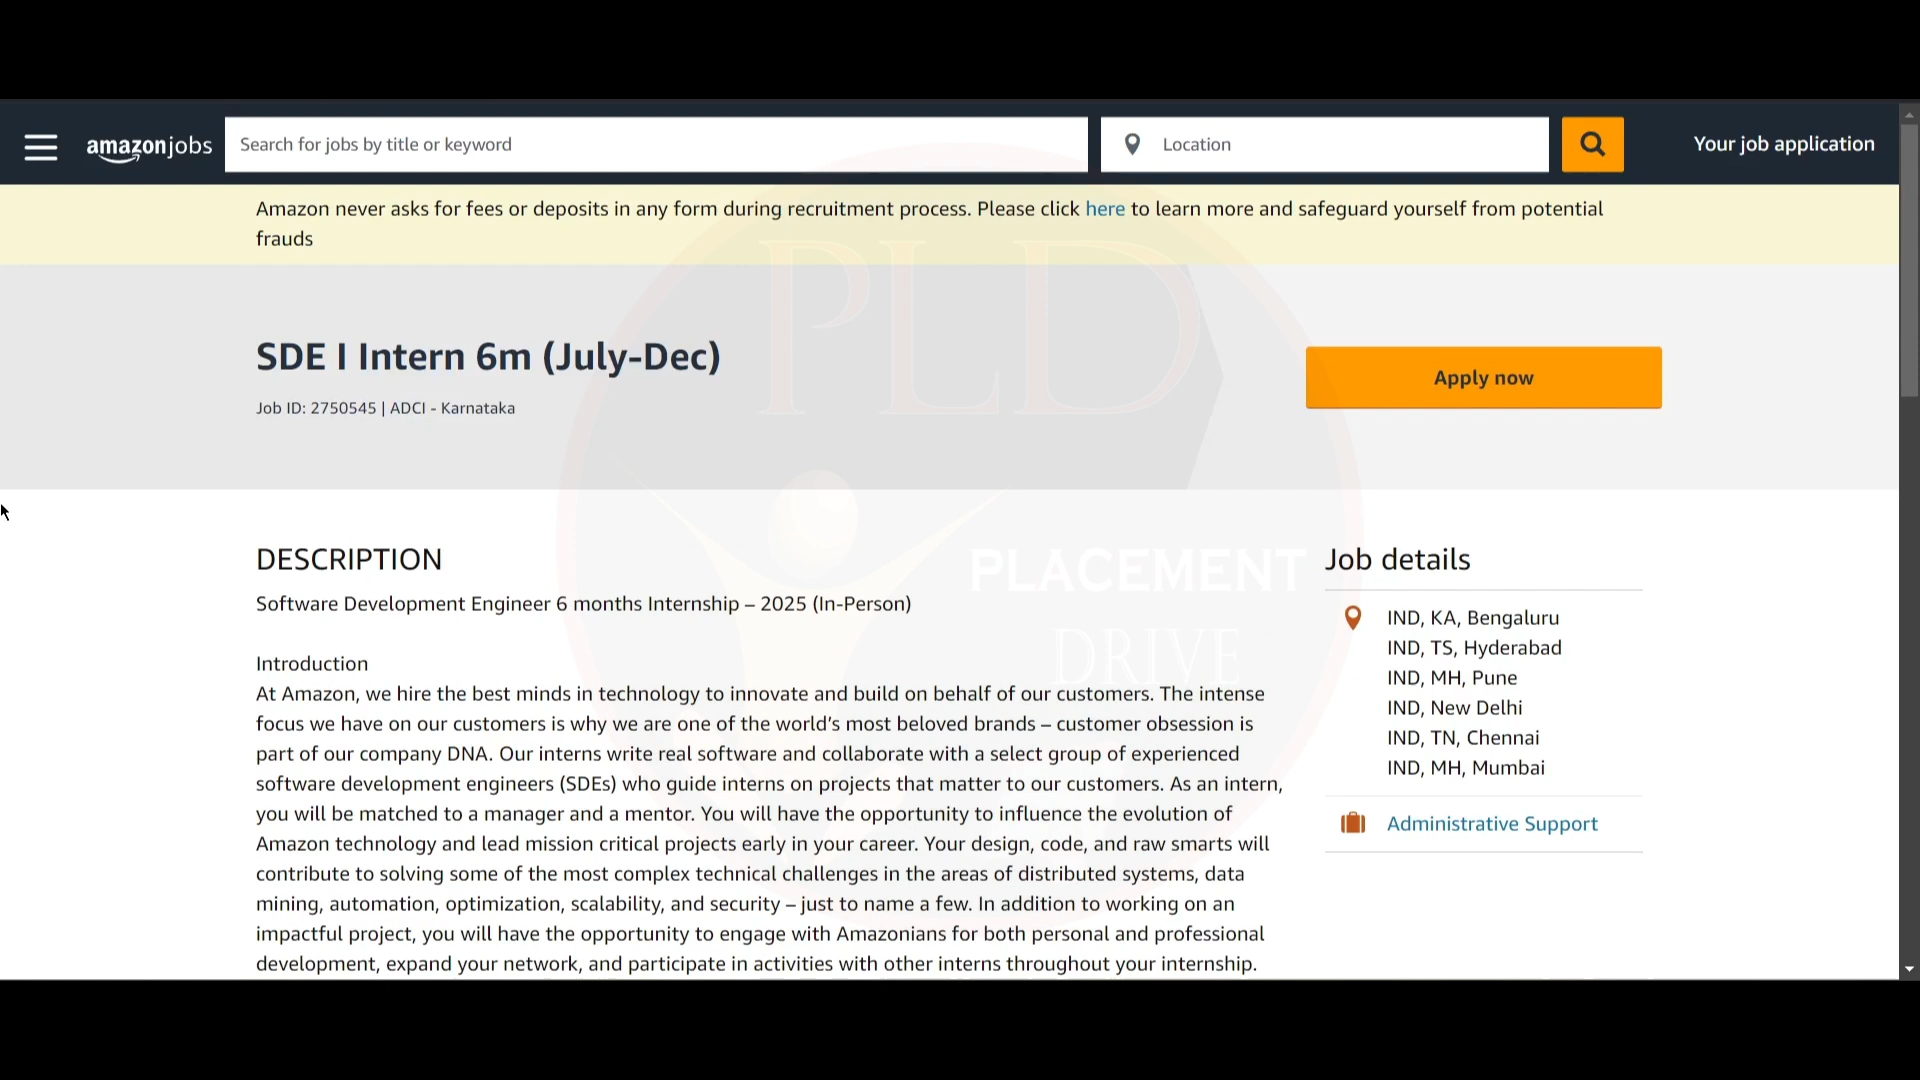 amazonjobs
Search for jobs by title or keyword
Location
Your job application
Amazon never asks for fees or deposits in any form during recruitment process. Please click here to learn more and safeguard yourself from potential
frauds
SDE I Intern 6m (July-Dec)
Job ID: 2750545 | ADCI - Karnataka
Apply now
PLD
PLACEMENT
DRIVE
DESCRIPTION
Software Development Engineer 6 months Internship – 2025 (In-Person)
Introduction
At Amazon, we hire the best minds in technology to innovate and build on behalf of our customers. The intense
focus we have on our customers is why we are one of the world’s most beloved brands – customer obsession is
part of our company DNA. Our interns write real software and collaborate with a select group of experienced
software development engineers (SDEs) who guide interns on projects that matter to our customers. As an intern,
you will be matched to a manager and a mentor. You will have the opportunity to influence the evolution of
Amazon technology and lead mission critical projects early in your career. Your design, code, and raw smarts will
contribute to solving some of the most complex technical challenges in the areas of distributed systems, data
mining, automation, optimization, scalability, and security – just to name a few. In addition to working on an
impactful project, you will have the opportunity to engage with Amazonians for both personal and professional
development, expand your network, and participate in activities with other interns throughout your internship.
Job details
IND, KA, Bengaluru
IND, TS, Hyderabad
IND, MH, Pune
IND, New Delhi
IND, TN, Chennai
IND, MH, Mumbai
Administrative Support